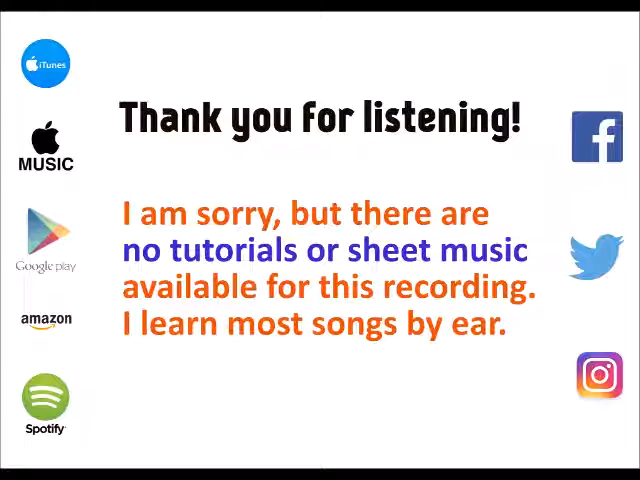 iTunes
Thank you for listening!
MUSIC
I am sorry, but there are
no tutorials or sheet music
Google play
available for this recording.
amazon
I learn most songs by ear.
Spotify